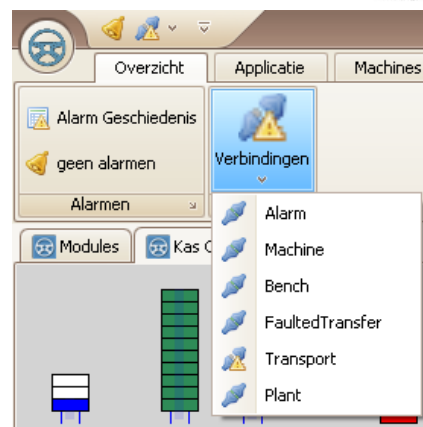 Overzicht Applicatie Machines
Alarm Geschiedenis
geen alarmen
Verbindingen
Alarmen
Alarm
Machine
Bench
FaultedTransfer
Transport
Plant
Modules Kas